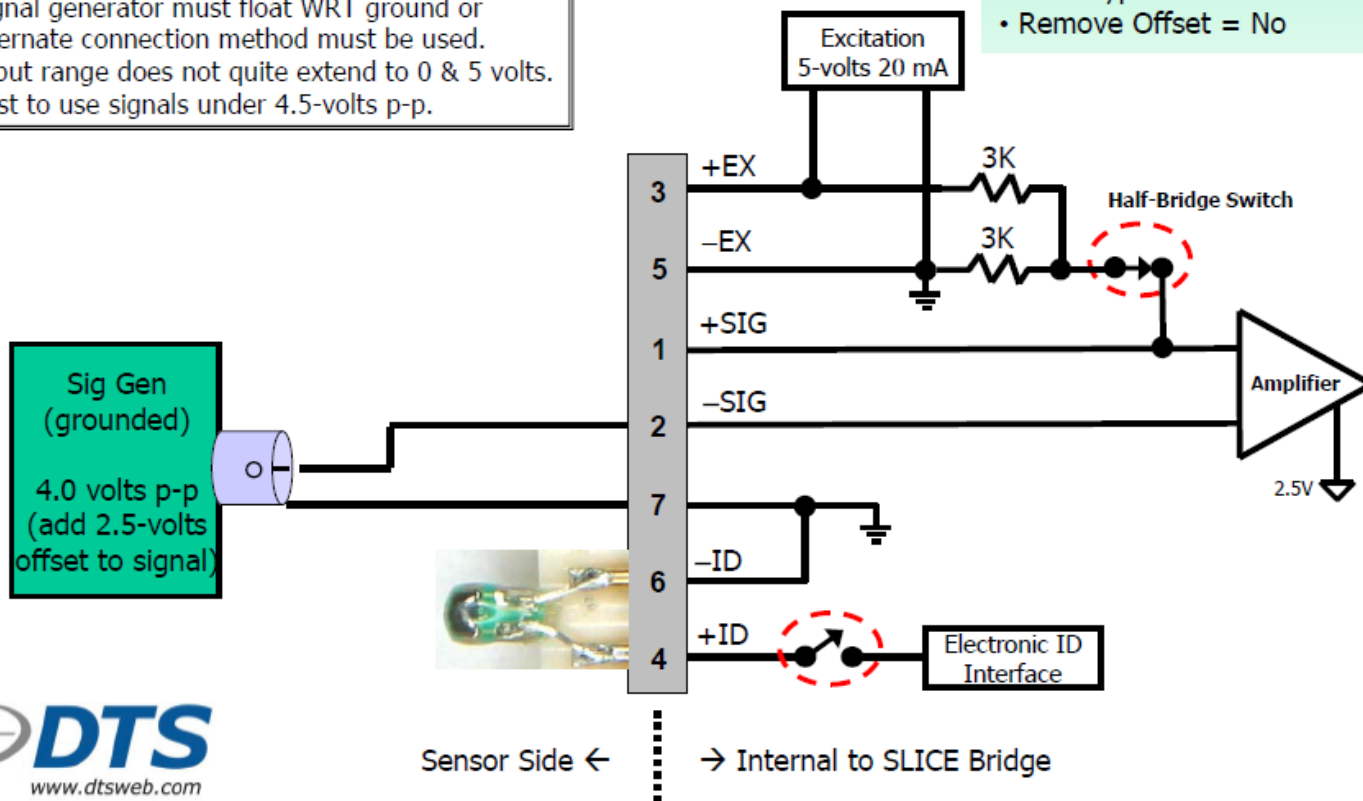 ernate connection method must be used.
out range does not quite extend to 0 & 5 volts.
st to use signals under 4.5-volts p-p.
• Remove Offset = No
Excitation
5-volts 20 mA
3
+EX
3K
Half-Bridge Switch
5
–EX
3K
1
+SIG
2
–SIG
Amplifier
2.5V
Sig Gen
(grounded)
4.0 volts p-p
(add 2.5-volts
offset to signal)
7
6
–ID
4
+ID
Electronic ID
Interface
DTS
www.dtsweb.com
Sensor Side ←
→ Internal to SLICE Bridge
gnal generator must float WRT ground or